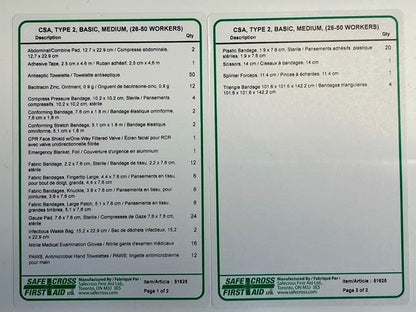 CSA, TYPE 2, BASIC, MEDIUM, (26-50 WORKERS)
Description Qty
Abdominal/Combine Pad, 12.7 x 22.9 cm / Compresse abdominale, 2
12.7 x 22.9 cm
Adhesive Tape, 2.5 cm x 4.6 m / Ruban adhésif, 2.5 cm x 4.6 m 1
Antiseptic Towelette / Towelette antiseptique 50
Bacitracin Zinc, Ointment, 0.9 g / Onguent de bacitracine-zinc, 0.9 g 12
Compress Pressure Bandage, 10.2 x 10.2 cm, Sterile / Pansements 4
compressifs, 10.2 x 10.2 cm, stérile
Conforming Stretch Bandage, 7.6 cm x 1.8 m / Bandage élastique omniforme, 2
7.6 cm x 1.8 m
Conforming Stretch Bandage, 5.1 cm x 1.8 m / Bandage élastique 2
omniforme, 5.1 cm x 1.8 m
CPR Face Shield w/One-Way Filtered Valve / Écran facial pour RCR 1
avec valve unidirectionnelle filtrée
Emergency Blanket, Foil / Couverture d'urgence en aluminium 1
Fabric Bandage, 2.2 x 7.6 cm, Sterile / Bandage de tissu, 2.2 x 7.6 cm, 12
stérile
Fabric Bandages, Fingertip Large, 4.4 x 7.6 cm / Pansements en tissu, 6
pour bout de doigt, grands, 4.4 x 7.6 cm
Fabric Bandages, Knuckle, 3.8 x 7.6 cm / Pansements en tissu, pour 6
jointures, 3.8 x 7.6 cm
Fabric Bandages, Large Patch, 5.1 x 7.6 cm / Pansements en tissu, 6
grands timbres, 5.1 x 7.6 cm
Gauze Pad, 7.6 x 7.6 cm, Sterile / Compresses de Gaze 7.6 x 7.6 cm, 24
stérile
Infectious Waste Bag, 15.2 x 22.9 cm / Sac de déchets infectieux, 15.2 2
x 22.9 cm
Nitrile Medical Examination Gloves / Nitrile gants d'examen médicaux 16
PAWS, Antimicrobial Hand Towelettes / PAWS, lingette antimicrobienne 12
pour main
SAFE CROSS
FIRST AID LTD.
Manufactured By / Fabriqué Par :
Safecross First Aid Ltd.,
Toronto, ON M3J 3E5
safecross.com
Item/Article : 51625
Page 1 of 2
CSA, TYPE 2, BASIC, MEDIUM, (26-50 WORKERS)
Description Qty
Plastic Bandage, 1.9 x 7.6 cm, Sterile / Pansements adhésifs plastique 20
stériles, 1.9 x 7.6 cm
Scissors, 14 cm / Ciseaux à bandages, 14 cm 1
Splinter Forceps, 11.4 cm / Pinces à écharde, 11.4 cm 1
Triangle Bandage 101.6 x 101.6 x 142.2 cm / Bandages triangulaires 4
101.6 x 101.6 x 142.2 cm
SAFE CROSS
FIRST AID LTD.
Manufactured By / Fabriqué Par :
Safecross First Aid Ltd.,
Toronto, ON M3J 3E5
safecross.com
Item/Article : 51625
Page 2 of 2